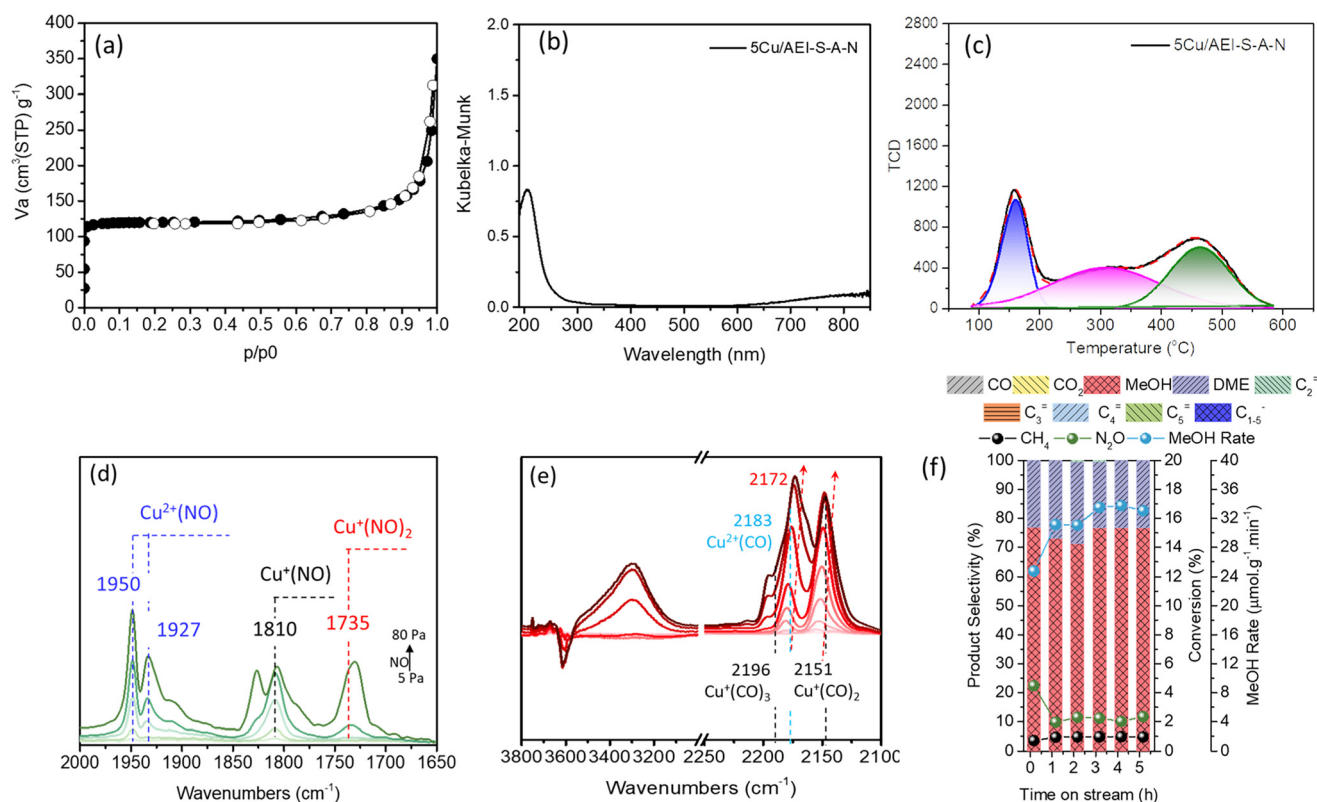 (a)
400
350
300
250
200
150
100
50
0
Va (cm³(STP) g⁻¹
0.0 0.1 0.2 0.3 0.4 0.5 0.6 0.7 0.8 0.9 1.0
p/p0
(b)
5Cu/AEI-S-A-N
2.0
1.5
1.0
0.5
0.0
Kubelka-Munk
200 300 400 500 600 700 800
Wavelength (nm)
(c)
5Cu/AEI-S-A-N
2800
2400
2000
1600
1200
800
400
0
TCD
100 200 300 400 500 600
Temperature (°C)
(d)
Cu²⁺(NO)
Cu⁺(NO)₂
Cu⁺(NO)
1950
1927
1810
1735
80 Pa
NO
5 Pa
2000 1950 1900 1850 1800 1750 1700 1650
Wavenumbers (cm⁻¹)
(e)
2172
2183
Cu²⁺(CO)
2196
Cu⁺(CO)₃
2151
Cu⁺(CO)₂
3800 3600 3400 3200 2250 2200 2150 2100
Wavenumbers (cm⁻¹)
CO CO₂ MeOH DME C₂⁼
C₃⁼ C₄⁼ C₅⁼ C₁₋₅⁻
CH₄ N₂O MeOH Rate
(f)
100
90
80
70
60
50
40
30
20
10
0
Product Selectivity (%)
20
18
16
14
12
10
8
6
4
2
0
Conversion (%)
40
36
32
28
24
20
16
12
8
4
0
MeOH Rate (µmol.g⁻¹.min⁻¹)
0 1 2 3 4 5
Time on stream (h)